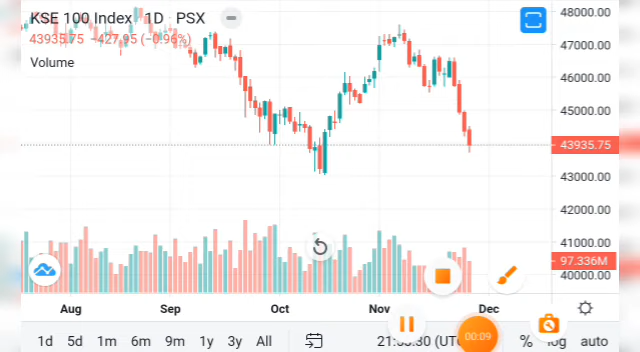 KSE 100 Index 1D PSX
43935.75 −427.95 (−0.96%)
Volume
48000.00
47000.00
46000.00
45000.00
43935.75
43000.00
42000.00
41000.00
97.336M
40000.00
Aug Sep Oct Nov Dec
1d 5d 1m 6m 9m 1y 3y All
00:09
% log auto